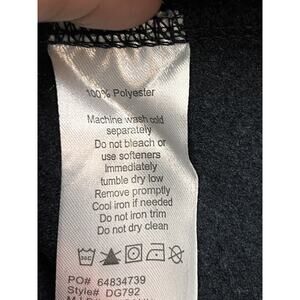 100% Polyester
Machine wash cold
separately
Do not bleach or
use softeners
Immediately
tumble dry low
Remove promptly
Cool iron if needed
Do not iron trim
Do not dry clean
PO# 64834739
Style# DG792